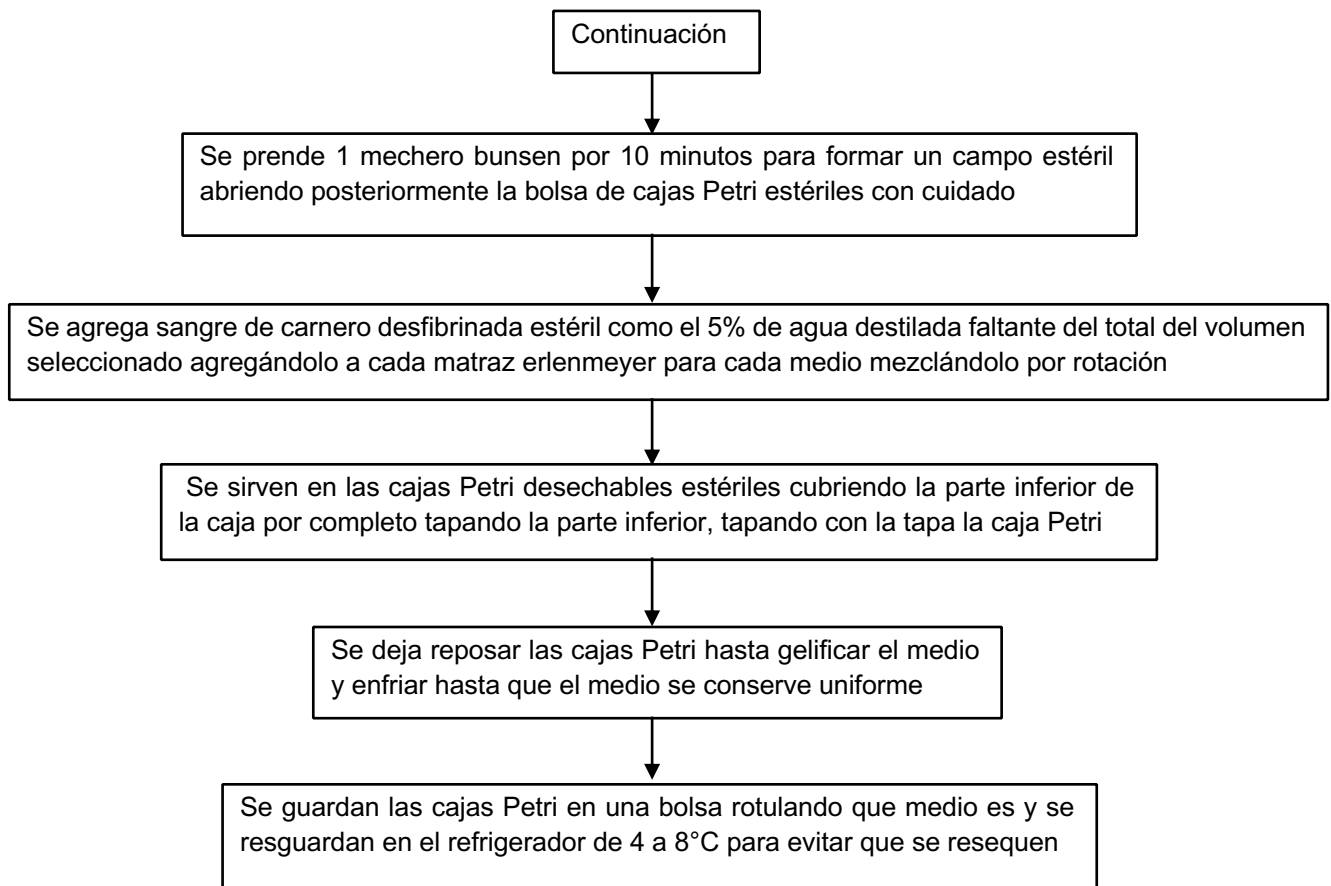 Continuación
Se prende 1 mechero bunsen por 10 minutos para formar un campo estéril
abriendo posteriormente la bolsa de cajas Petri estériles con cuidado
Se agrega sangre de carnero desfibrinada estéril como el 5% de agua destilada faltante del total del volumen
seleccionado agregándolo a cada matraz erlenmeyer para cada medio mezclándolo por rotación
Se sirven en las cajas Petri desechables estériles cubriendo la parte inferior de
la caja por completo tapando la parte inferior, tapando con la tapa la caja Petri
Se deja reposar las cajas Petri hasta gelificar el medio
y enfriar hasta que el medio se conserve uniforme
Se guardan las cajas Petri en una bolsa rotulando que medio es y se
resguardan en el refrigerador de 4 a 8°C para evitar que se resequen